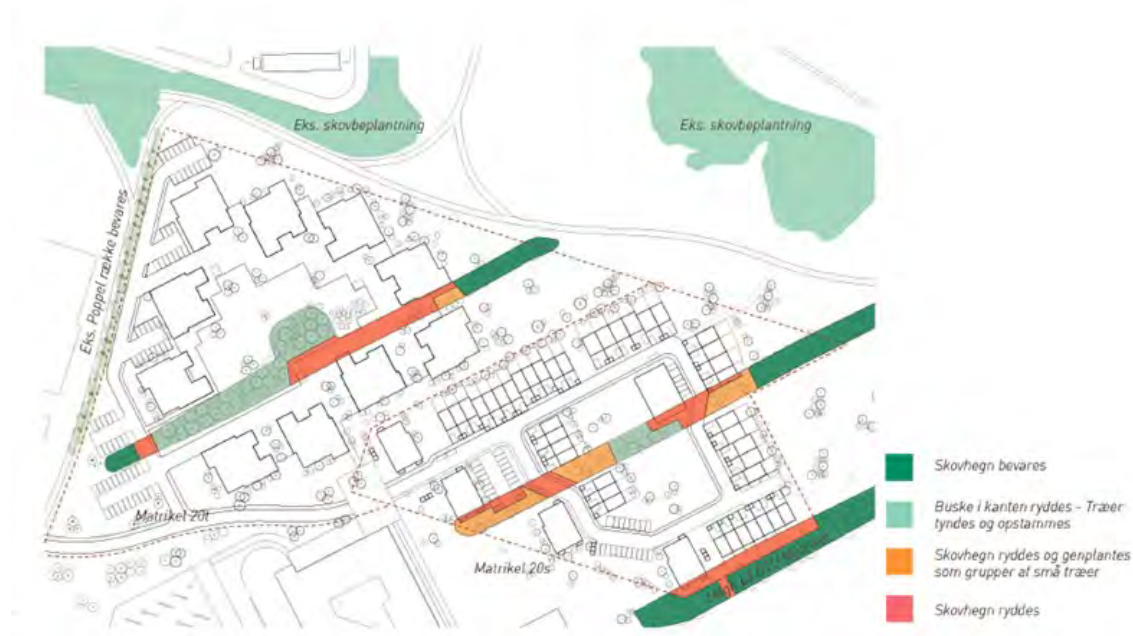 Eks. skovbeplantning
Eks. skovbeplantning
Eks. Poppel række bevares
Matrikel 20t
Matrikel 20s
Skovhegn bevares
Buske i kanten ryddes - Træer
tyndes og opstammes
Skovhegn ryddes og genplantes
som grupper af små træer
Skovhegn ryddes